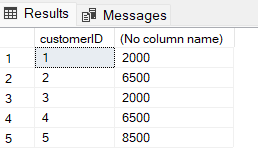 Results Messages
customerID (No column name)
1 1 2000
2 2 6500
3 3 2000
4 4 6500
5 5 8500